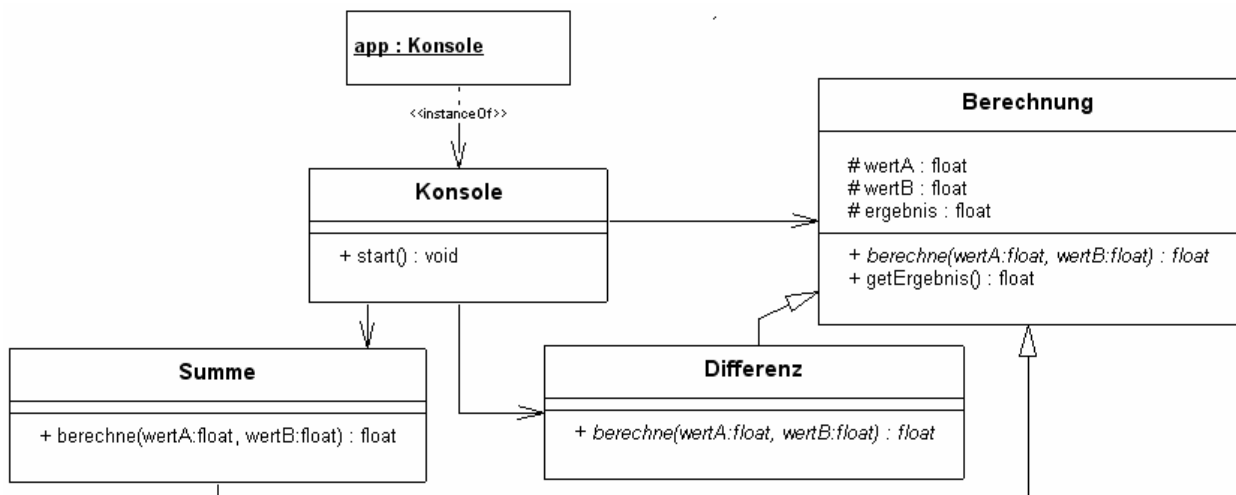 app : Konsole
<<instanceOf>>
Konsole
+ start() : void
Berechnung
# wertA : float
# wertB : float
# ergebnis : float
+ berechne(wertA:float, wertB:float) : float
+ getErgebnis() : float
Summe
+ berechne(wertA:float, wertB:float) : float
Differenz
+ berechne(wertA:float, wertB:float) : float